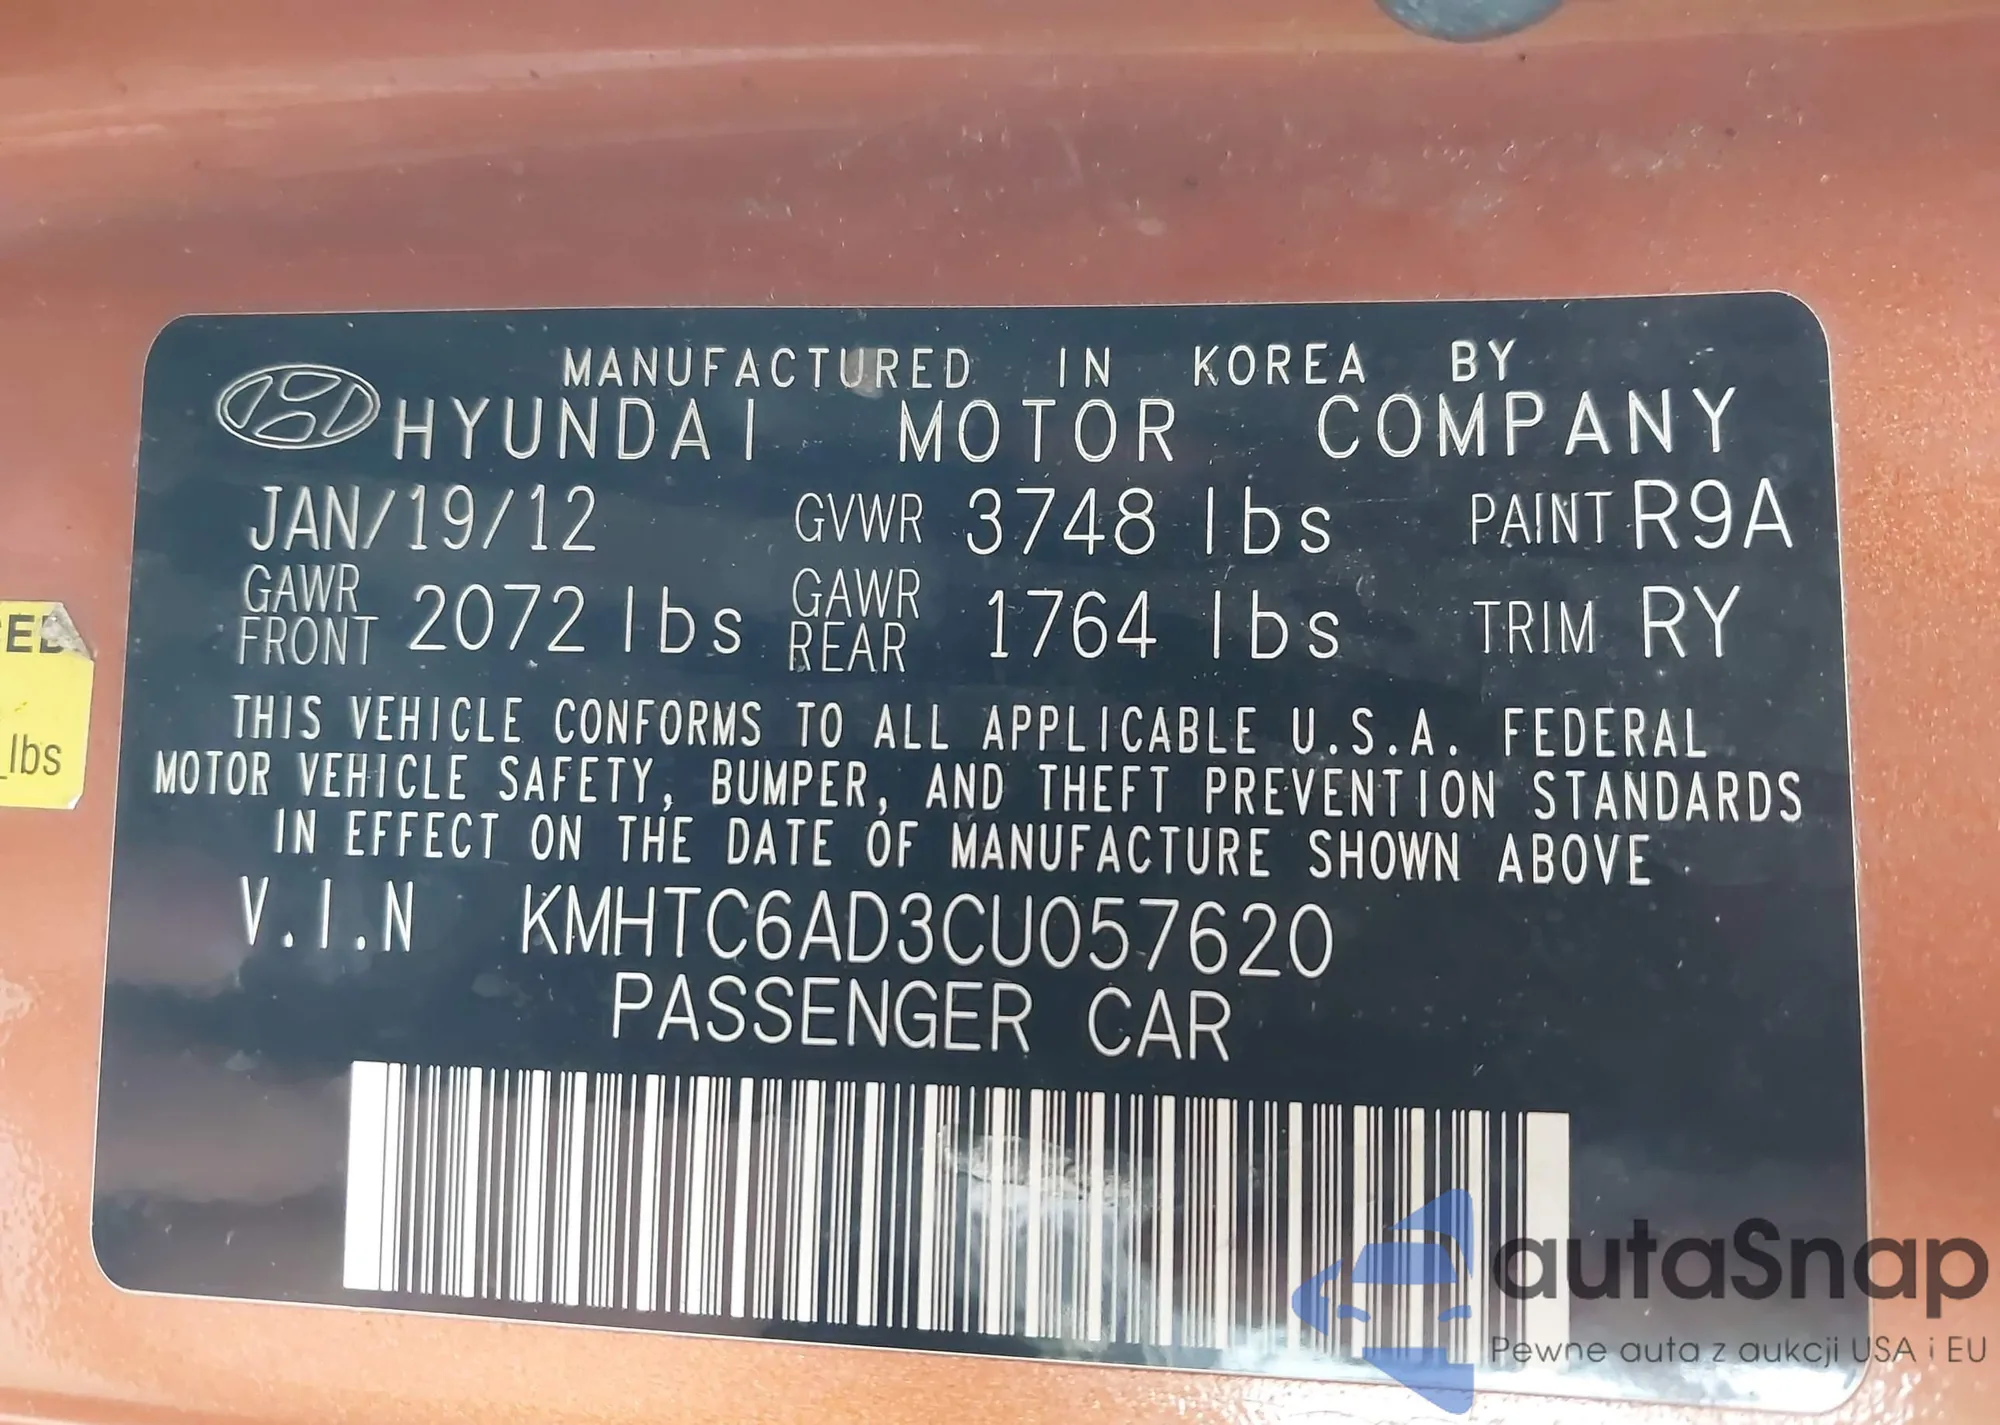 MANUFACTURED IN KOREA BY
HYUNDAI MOTOR COMPANY
JAN/19/12 GVWR 3748 lbs PAINT R9A
GAWR FRONT 2072 lbs GAWR REAR 1764 lbs TRIM RY
THIS VEHICLE CONFORMS TO ALL APPLICABLE U.S.A. FEDERAL
MOTOR VEHICLE SAFETY, BUMPER, AND THEFT PREVENTION STANDARDS
IN EFFECT ON THE DATE OF MANUFACTURE SHOWN ABOVE.
V.I.N KMHTC6AD3CU057620
PASSENGER CAR
lbs
autaSnap
Pewne auta z aukcji USA i EU